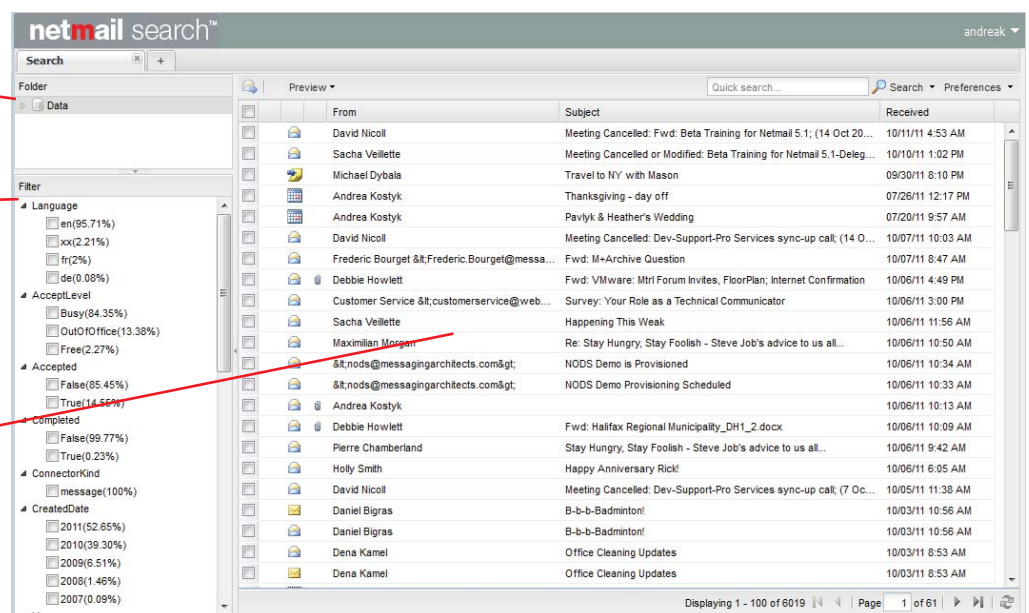 netmail search™
andreak
Search
+
Folder
Data
Filter
Language
en(95.71%)
xx(2.21%)
fr(2%)
de(0.08%)
AcceptLevel
Busy(84.35%)
OutOfOffice(13.38%)
Free(2.27%)
Accepted
False(85.45%)
True(14.55%)
Completed
False(99.77%)
True(0.23%)
ConnectorKind
message(100%)
CreatedDate
2011(52.65%)
2010(39.30%)
2009(6.51%)
2008(1.46%)
2007(0.09%)
Preview
Quick search...
Search
Preferences
From Subject Received
David Nicoll Meeting Cancelled: Fwd: Beta Training for Netmail 5.1; (14 Oct 20... 10/11/11 4:53 AM
Sacha Veillette Meeting Cancelled or Modified: Beta Training for Netmail 5.1-Deleg... 10/10/11 1:02 PM
Michael Dybala Travel to NY with Mason 09/30/11 8:10 PM
Andrea Kostyk Thanksgiving - day off 07/26/11 12:17 PM
Andrea Kostyk Pavlyk & Heather's Wedding 07/20/11 9:57 AM
David Nicoll Meeting Cancelled: Dev-Support-Pro Services sync-up call; (14 O... 10/07/11 10:03 AM
Frederic Bourget &lt;Frederic.Bourget@messa... Fwd: M+Archive Question 10/07/11 8:47 AM
Debbie Howlett Fwd: VMware: Mtrl Forum Invites, FloorPlan; Internet Confirmation 10/06/11 4:49 PM
Customer Service &lt;customerservice@web... Survey: Your Role as a Technical Communicator 10/06/11 3:00 PM
Sacha Veillette Happening This Weak 10/06/11 11:56 AM
Maximilian Morgan Re: Stay Hungry, Stay Foolish - Steve Job's advice to us all... 10/06/11 10:50 AM
&lt;nods@messagingarchitects.com&gt; NODS Demo is Provisioned 10/06/11 10:34 AM
&lt;nods@messagingarchitects.com&gt; NODS Demo Provisioning Scheduled 10/06/11 10:33 AM
Andrea Kostyk 10/06/11 10:13 AM
Debbie Howlett Fwd: Halifax Regional Municipality_DH1_2.docx 10/06/11 10:09 AM
Pierre Chamberland Stay Hungry, Stay Foolish - Steve Job's advice to us all... 10/06/11 9:42 AM
Holly Smith Happy Anniversary Rick! 10/06/11 6:05 AM
David Nicoll Meeting Cancelled: Dev-Support-Pro Services sync-up call; (7 Oc... 10/05/11 11:38 AM
Daniel Bigras B-b-b-Badminton! 10/03/11 10:56 AM
Daniel Bigras B-b-b-Badminton! 10/03/11 10:56 AM
Dena Kamel Office Cleaning Updates 10/03/11 8:53 AM
Dena Kamel Office Cleaning Updates 10/03/11 8:53 AM
Displaying 1 - 100 of 6019 Page 1 of 61